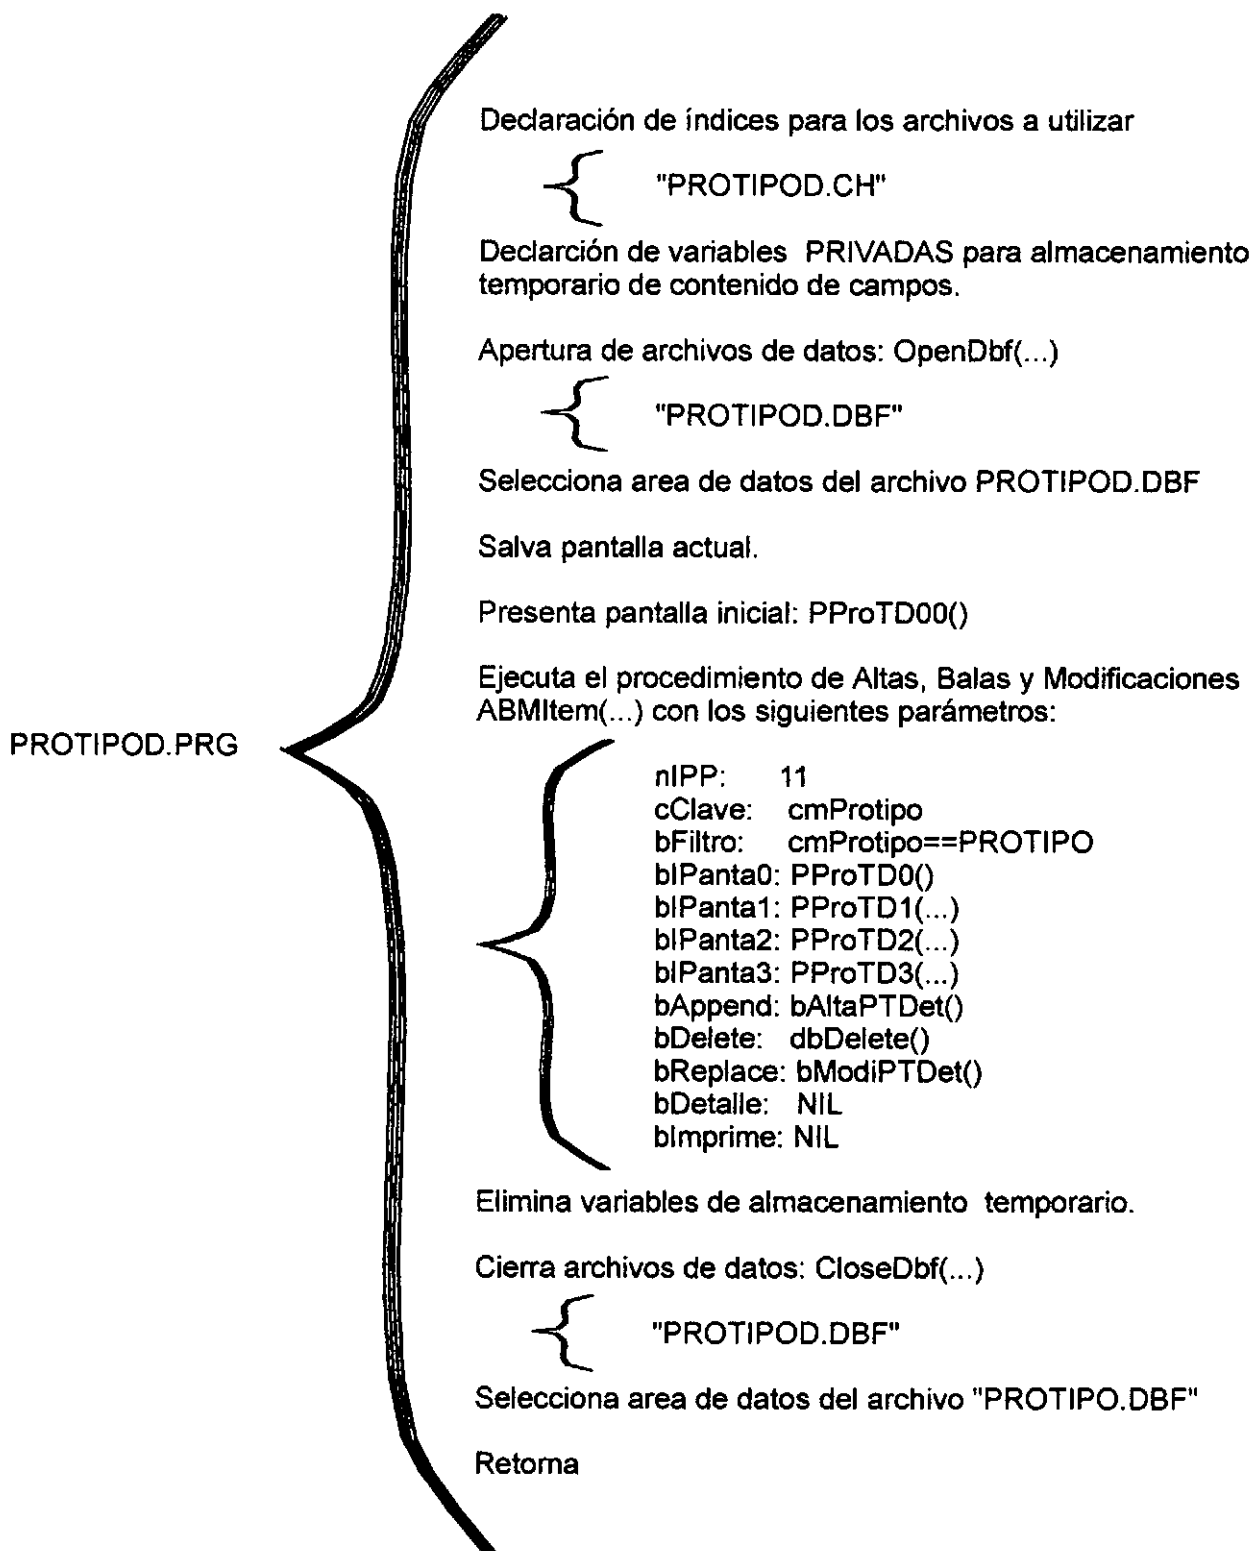 Declaración de índices para los archivos a utilizar
"PROTIPOD.CH"
Declarción de variables PRIVADAS para almacenamiento
temporario de contenido de campos.
Apertura de archivos de datos: OpenDbf(...)
"PROTIPOD.DBF"
Selecciona area de datos del archivo PROTIPOD.DBF
Salva pantalla actual.
Presenta pantalla inicial: PProTD00()
Ejecuta el procedimiento de Altas, Balas y Modificaciones
ABMItem(...) con los siguientes parámetros:
PROTIPOD.PRG
nIPP: 11
cClave: cmProtipo
bFiltro: cmProtipo==PROTIPO
bIPanta0: PProTD0()
bIPanta1: PProTD1(...)
bIPanta2: PProTD2(...)
bIPanta3: PProTD3(...)
bAppend: bAltaPTDet()
bDelete: dbDelete()
bReplace: bModiPTDet()
bDetalle: NIL
bImprime: NIL
Elimina variables de almacenamiento temporario.
Cierra archivos de datos: CloseDbf(...)
"PROTIPOD.DBF"
Selecciona area de datos del archivo "PROTIPO.DBF"
Retorna